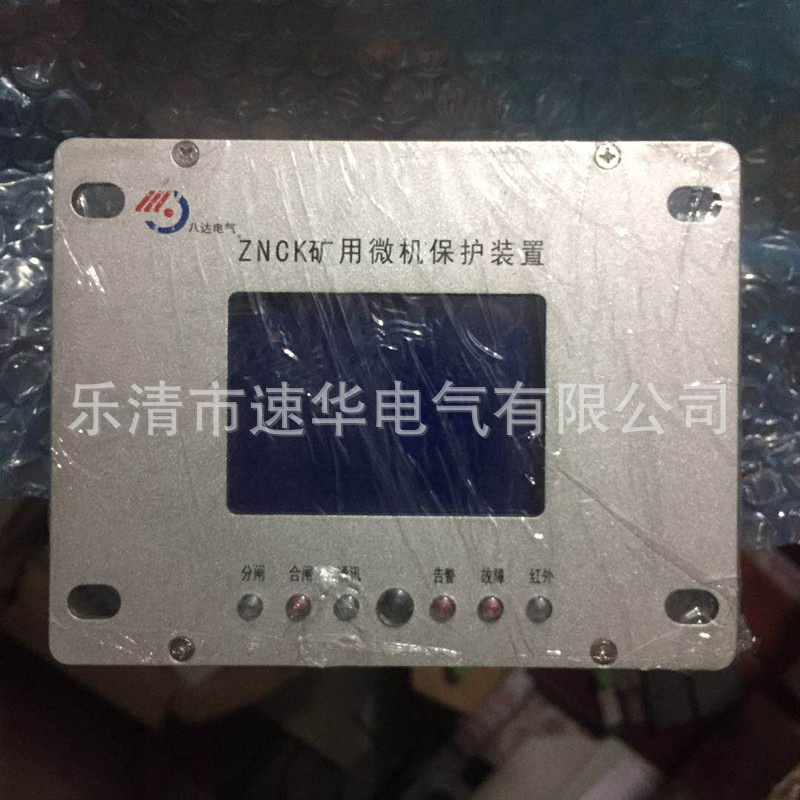 八达电气
ZNCK矿用微机保护装置
乐清市速华电气有限公司
分闸 合闸 通讯 告警 故障 红外